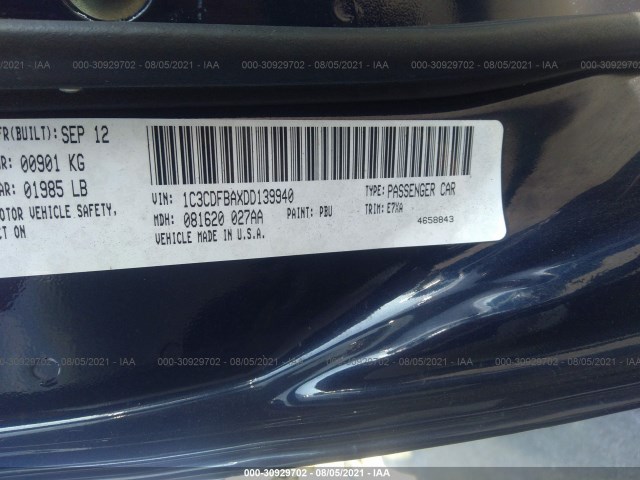 000-30929702 - 08/05/2021 - IAA 000-30929702 - 08/05/2021 - IAA 000-30929702 - 08/05/2021 - IAA
FR(BUILT): SEP 12
R: 00901 KG
AR: 01985 LB
OTOR VEHICLE SAFETY,
CT ON
VIN: 1C3CDFBAXDD139940 TYPE: PASSENGER CAR
MDH: 081620 027AA PAINT: PBU TRIM: E7XA
VEHICLE MADE IN U.S.A. 4658843
000-30929702 - 08/05/2021 - IAA 000-30929702 - 08/05/2021 - IAA 000-30929702 - 08/05/2021 - IAA
000-30929702 - 08/05/2021 - IAA